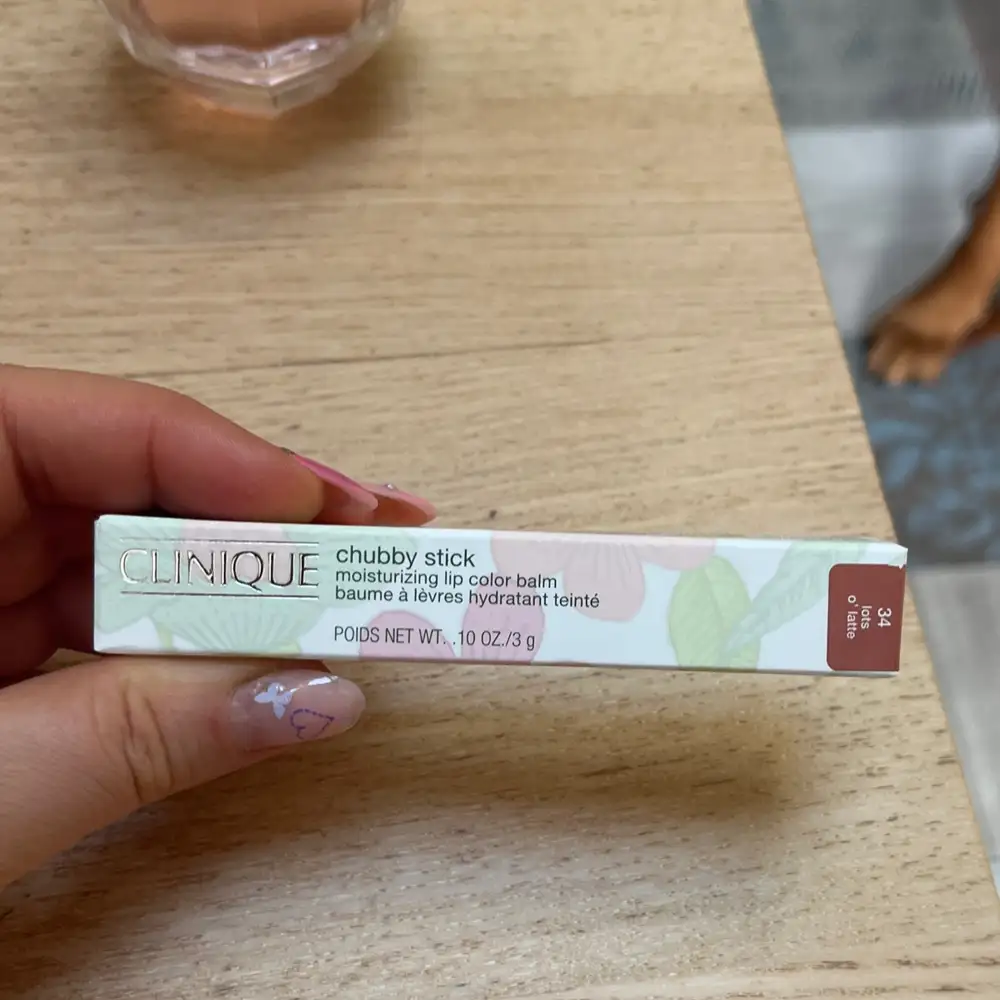 CLINIQUE
chubby stick
moisturizing lip color balm
baume à lèvres hydratant teinté
POIDS NET WT. .10 OZ./3 g
34
lots
o' latte